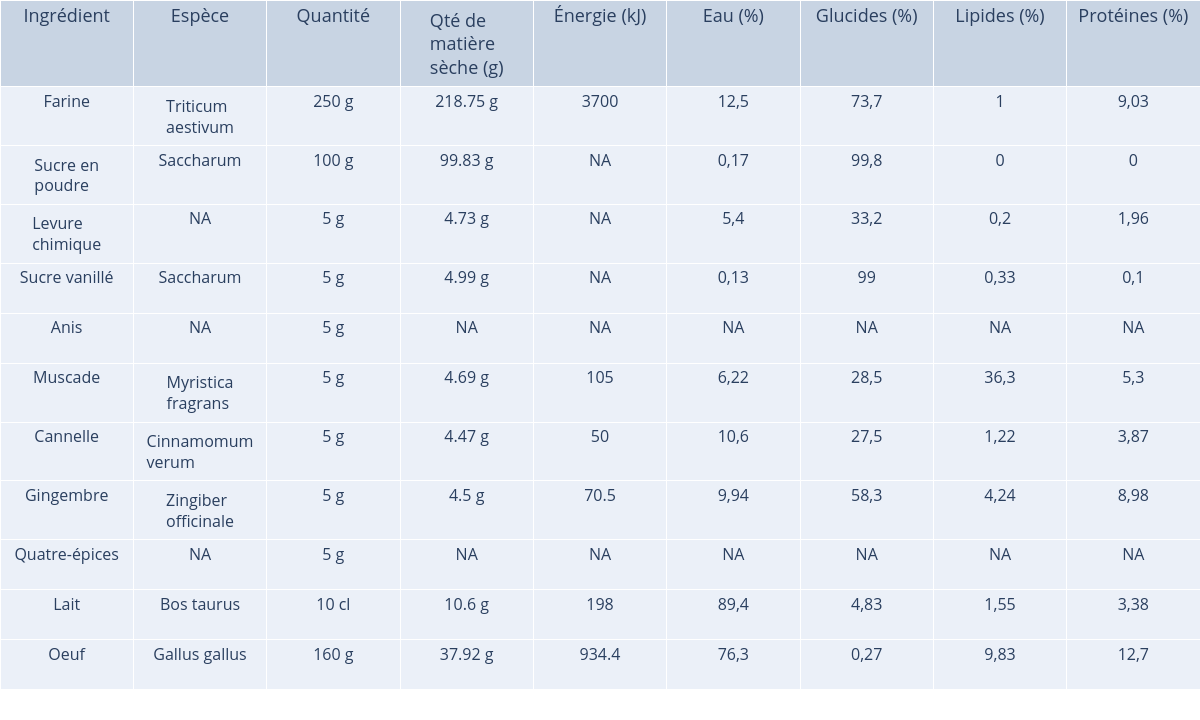 Ingrédient Espèce Quantité Qté de matière sèche (g) Énergie (kJ) Eau (%) Glucides (%) Lipides (%) Protéines (%)
Farine Triticum aestivum 250 g 218.75 g 3700 12,5 73,7 1 9,03
Sucre en poudre Saccharum 100 g 99.83 g NA 0,17 99,8 0 0
Levure chimique NA 5 g 4.73 g NA 5,4 33,2 0,2 1,96
Sucre vanillé Saccharum 5 g 4.99 g NA 0,13 99 0,33 0,1
Anis NA 5 g NA NA NA NA NA NA
Muscade Myristica fragrans 5 g 4.69 g 105 6,22 28,5 36,3 5,3
Cannelle Cinnamomum verum 5 g 4.47 g 50 10,6 27,5 1,22 3,87
Gingembre Zingiber officinale 5 g 4.5 g 70.5 9,94 58,3 4,24 8,98
Quatre-épices NA 5 g NA NA NA NA NA NA
Lait Bos taurus 10 cl 10.6 g 198 89,4 4,83 1,55 3,38
Oeuf Gallus gallus 160 g 37.92 g 934.4 76,3 0,27 9,83 12,7